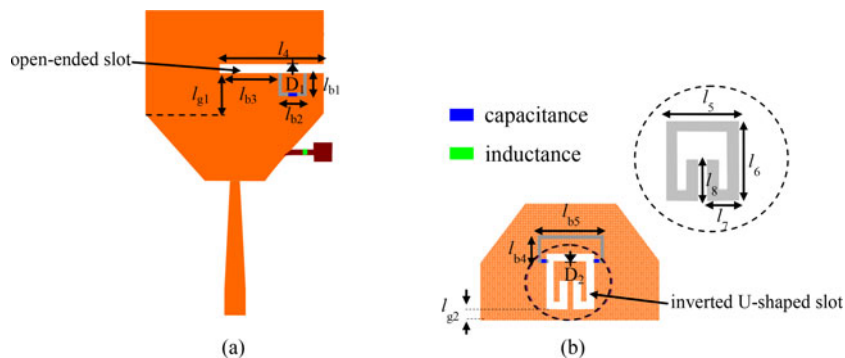 open-ended slot
l4
D1
lb1
lg1
lb3
lb2
capacitance
inductance
l5
l6
l8
l7
lb5
lb4
D2
inverted U-shaped slot
lg2
(a)
(b)